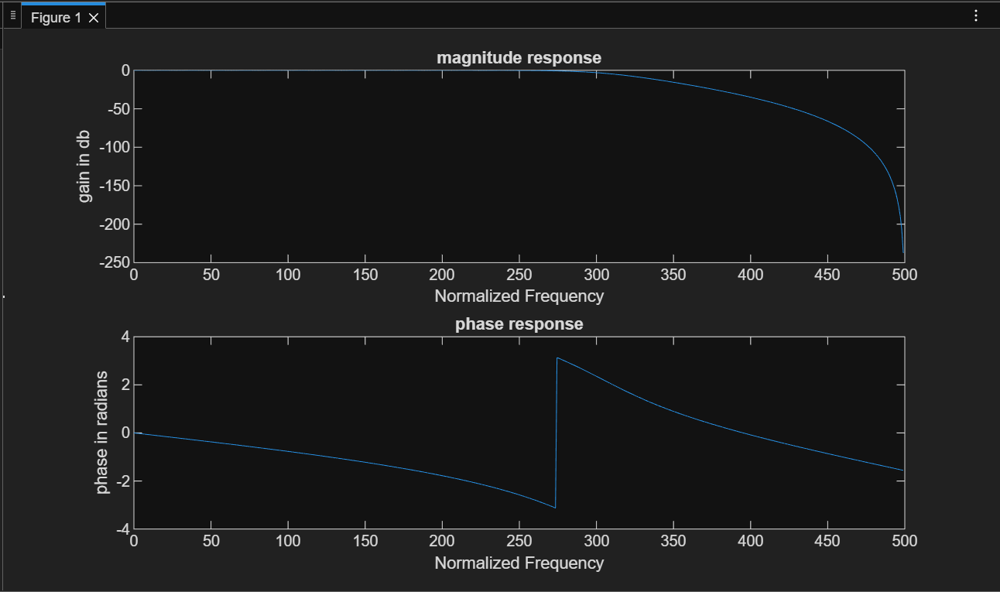 Figure 1
magnitude response
0
-50
-100
-150
-200
-250
gain in db
0 50 100 150 200 250 300 350 400 450 500
Normalized Frequency
phase response
4
2
0
-2
-4
phase in radians
0 50 100 150 200 250 300 350 400 450 500
Normalized Frequency